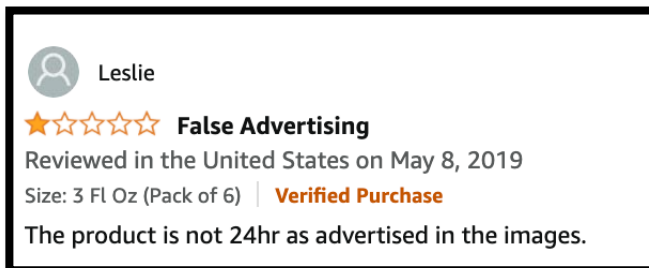 Leslie
False Advertising
Reviewed in the United States on May 8, 2019
Size: 3 Fl Oz (Pack of 6) | Verified Purchase
The product is not 24hr as advertised in the images.